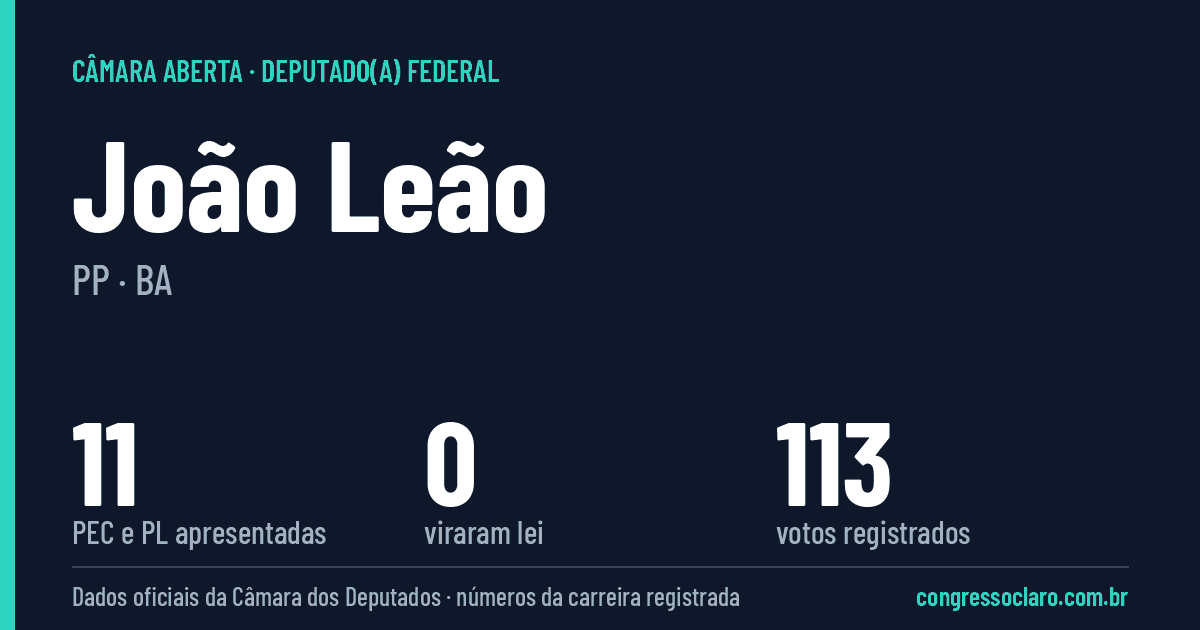 CÂMARA ABERTA · DEPUTADO(A) FEDERAL
João Leão
PP · BA
11 0 113
PEC e PL apresentadas viraram lei votos registrados
Dados oficiais da Câmara dos Deputados · números da carreira registrada congressoclaro.com.br